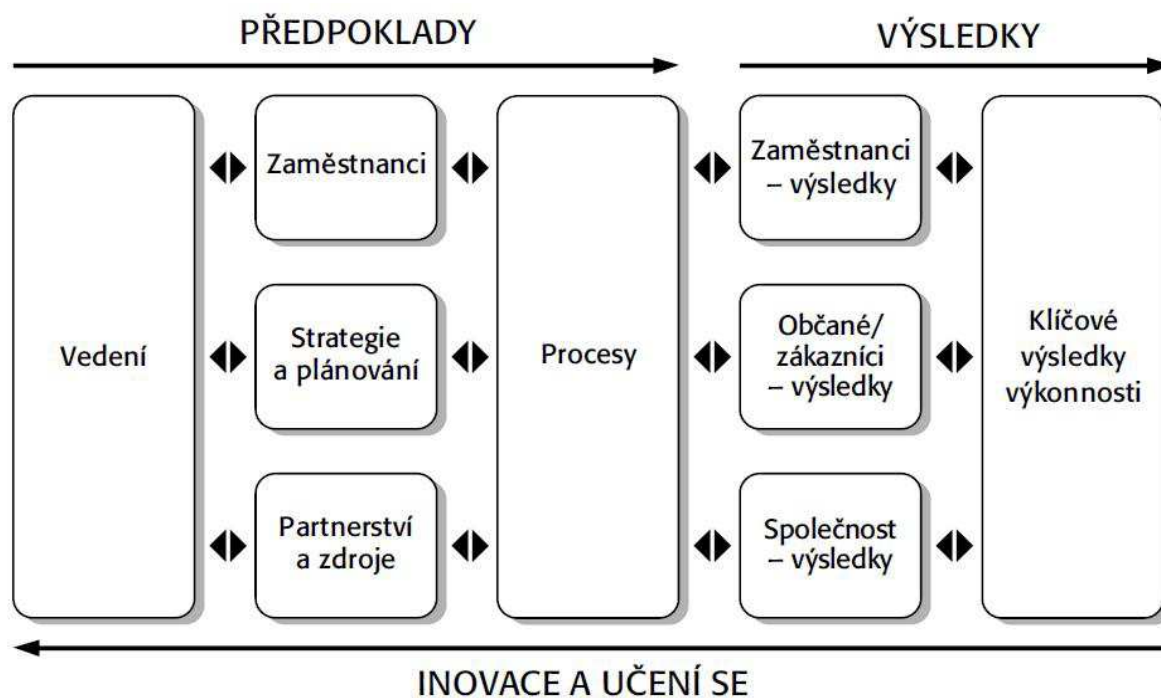 PŘEDPOKLADY
VÝSLEDKY
Vedení
Zaměstnanci
Strategie
a plánování
Partnerství
a zdroje
Procesy
Zaměstnanci
– výsledky
Občané/
zákazníci
– výsledky
Společnost
– výsledky
Klíčové
výsledky
výkonnosti
INOVACE A UČENÍ SE